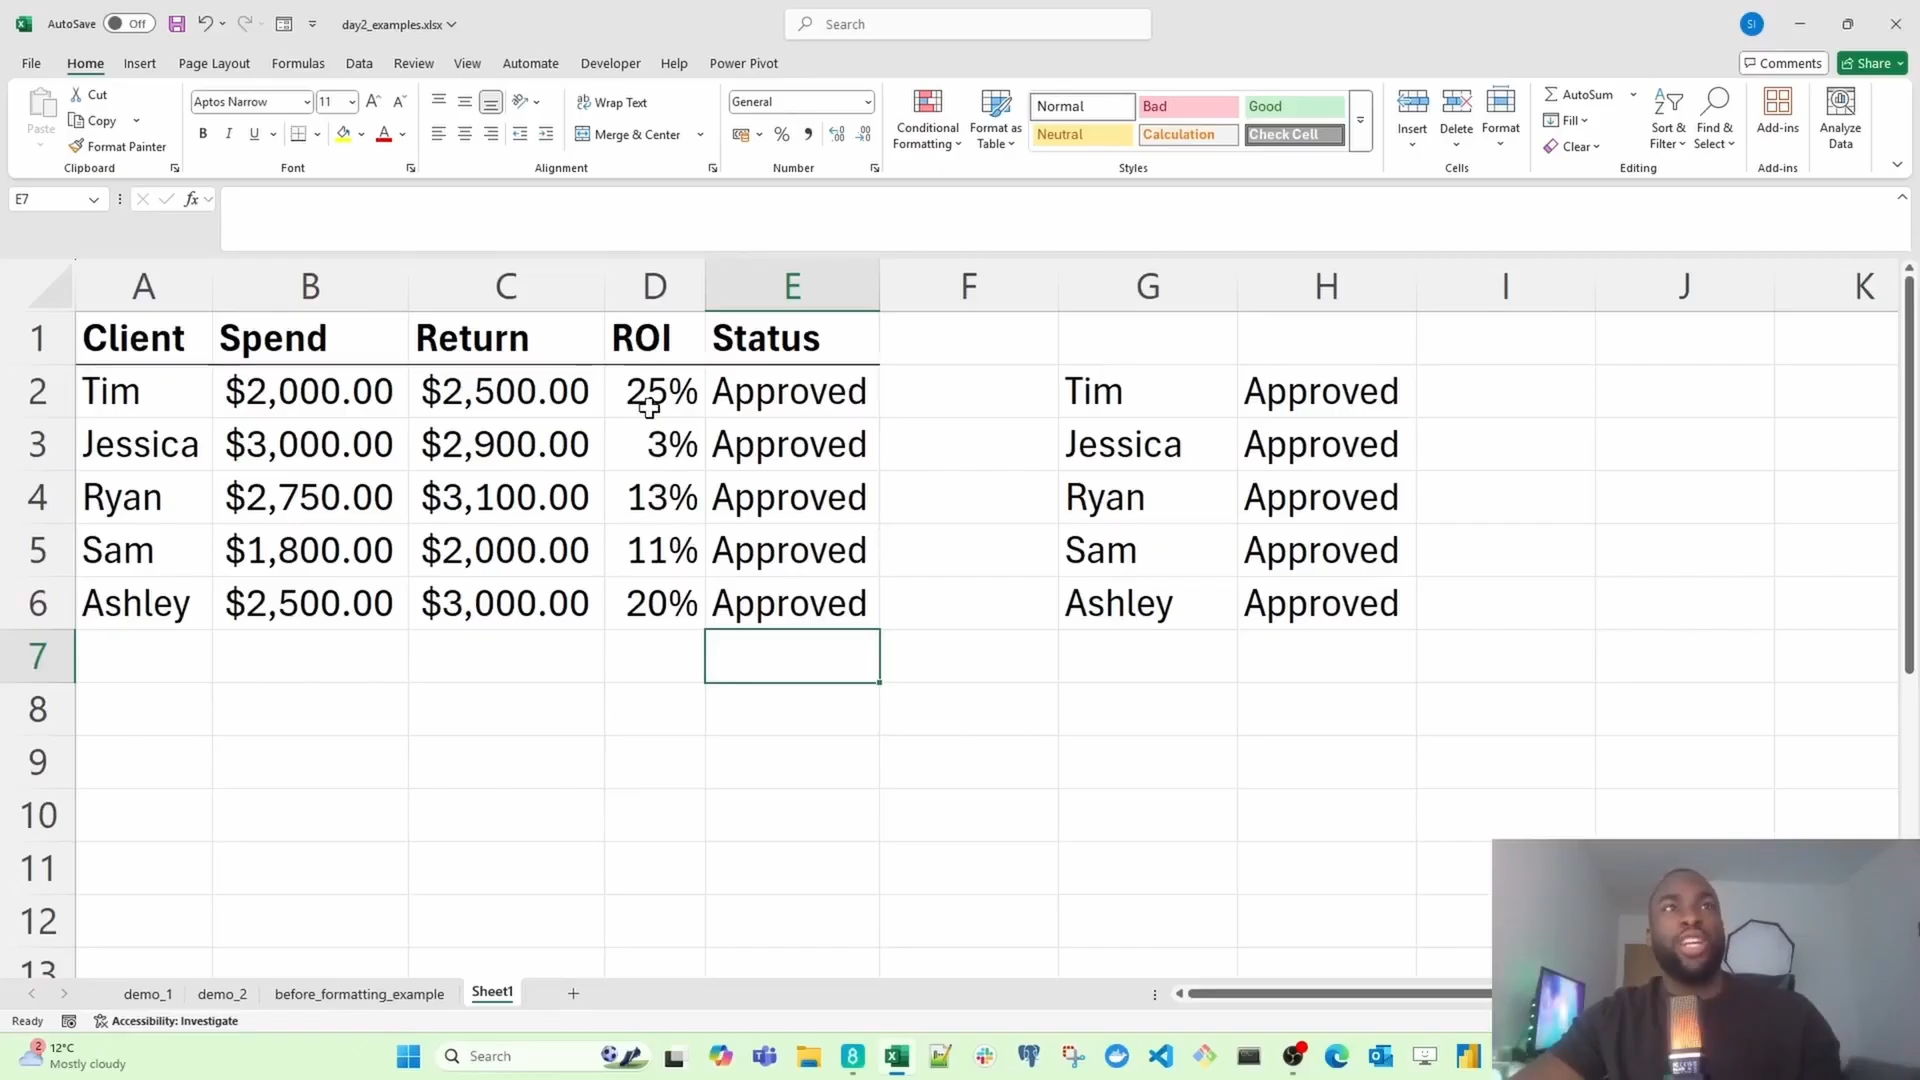 AutoSave Off day2_examples.xlsx Search SI
File Home Insert Page Layout Formulas Data Review View Automate Developer Help Power Pivot Comments Share
Paste Cut Copy Format Painter Clipboard
Aptos Narrow 11 B I U A Font
Wrap Text Merge & Center Alignment
General % Number
Conditional Formatting Format as Table Normal Bad Good Neutral Calculation Check Cell Styles
Insert Delete Format Cells
AutoSum Fill Clear Sort & Filter Find & Select Editing
Add-ins Add-ins
Analyze Data
E7 fx
A B C D E F G H I J K
1 Client Spend Return ROI Status
2 Tim $2,000.00 $2,500.00 25% Approved Tim Approved
3 Jessica $3,000.00 $2,900.00 3% Approved Jessica Approved
4 Ryan $2,750.00 $3,100.00 13% Approved Ryan Approved
5 Sam $1,800.00 $2,000.00 11% Approved Sam Approved
6 Ashley $2,500.00 $3,000.00 20% Approved Ashley Approved
7
8
9
10
11
12
13
demo_1 demo_2 before_formatting_example Sheet1
Ready Accessibility: Investigate
2 12°C
Mostly cloudy
Search